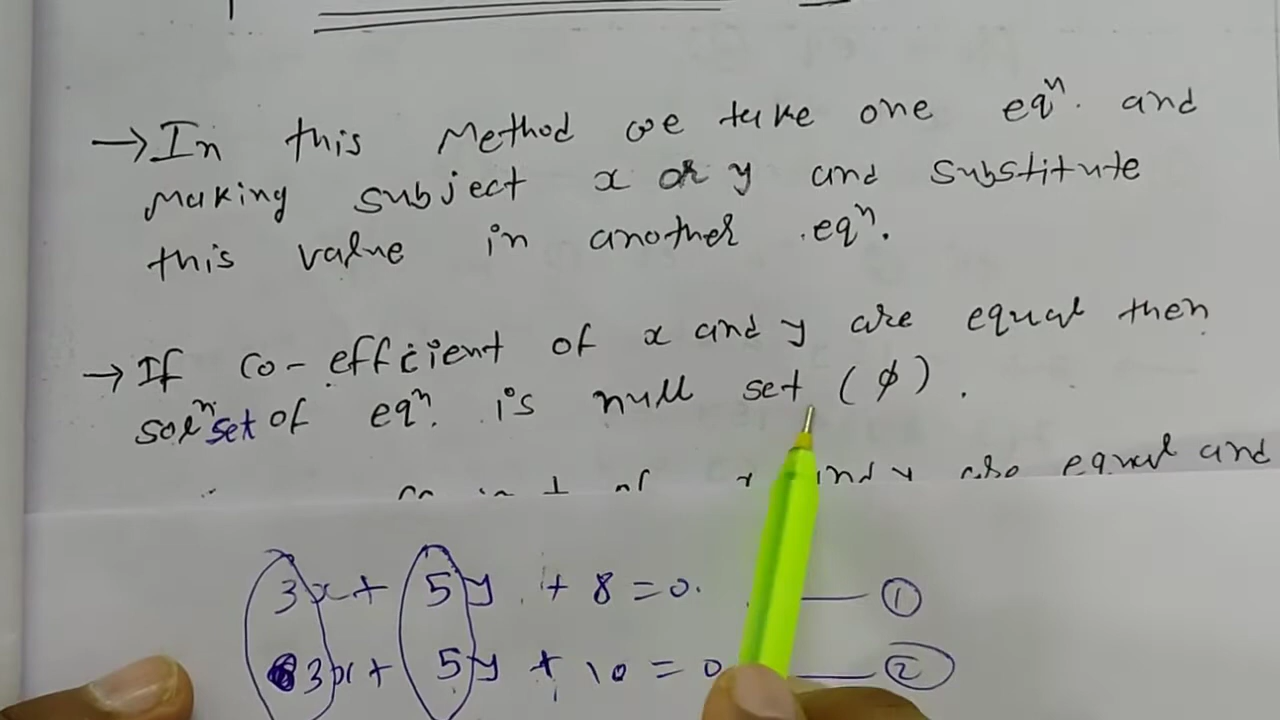 → In this Method we take one eqⁿ. and
Making subject x or y and substitute
this value in another eqⁿ.
→ If co-efficient of x and y are equal then
solⁿ set of eqⁿ. is null set (ϕ).
equal and
3x + 5y + 8 = 0. — ①
3x + 5y + 10 = 0 — ②